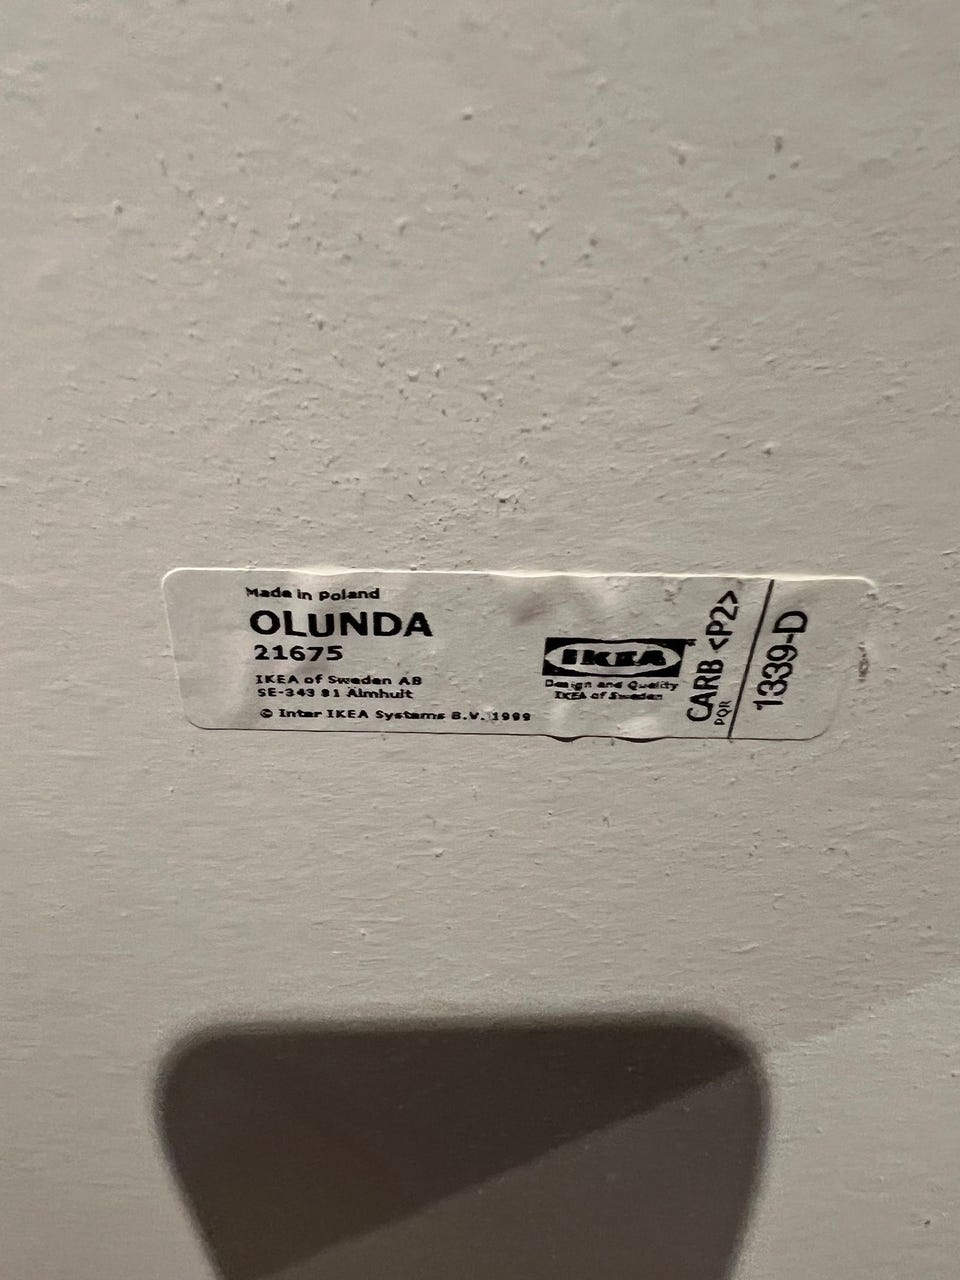 Made in Poland
OLUNDA
21675
IKEA of Sweden AB
SE-343 81 Älmhult
© Inter IKEA Systems B.V. 1999
IKEA
Design and Quality
IKEA of Sweden
CARB <P2>
PQR
1339-D